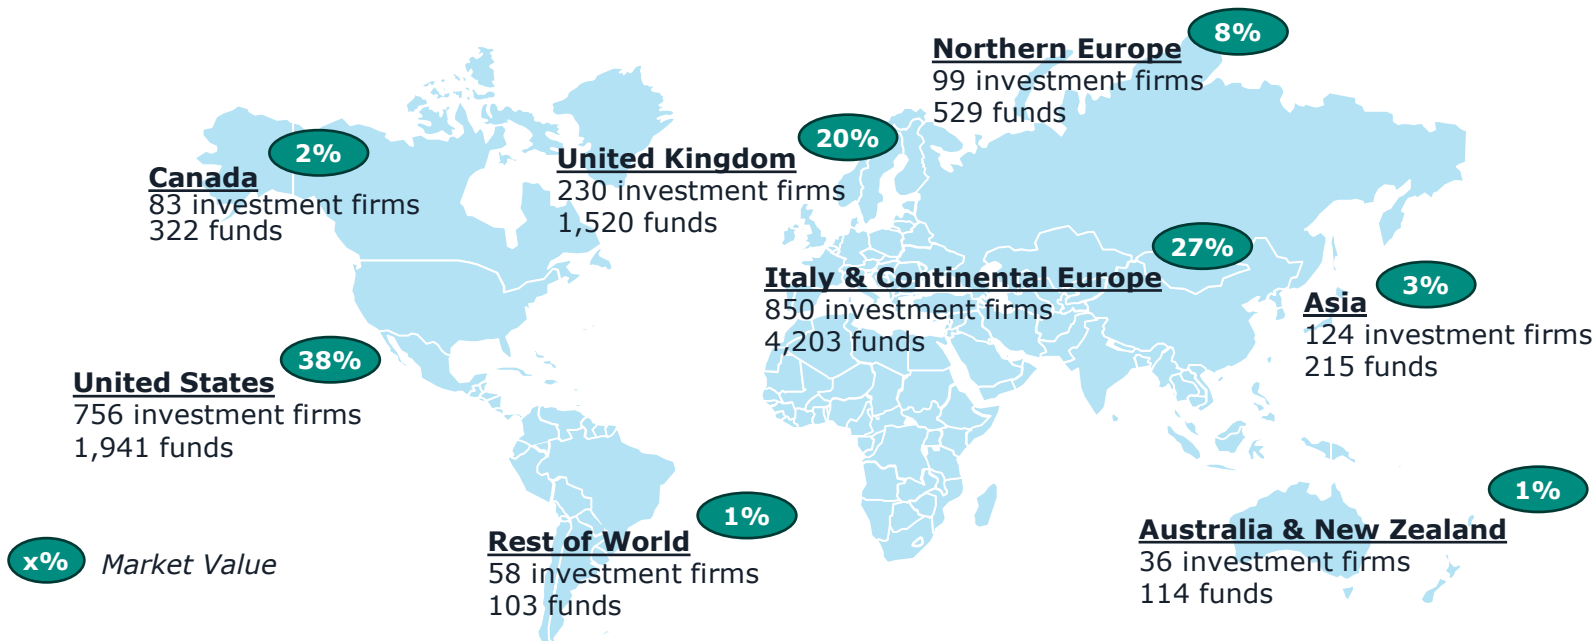 Northern Europe
8%
99 investment firms
529 funds
Canada
2%
83 investment firms
322 funds
United Kingdom
20%
230 investment firms
1,520 funds
Italy & Continental Europe
27%
850 investment firms
4,203 funds
Asia
3%
124 investment firms
215 funds
United States
38%
756 investment firms
1,941 funds
Rest of World
1%
58 investment firms
103 funds
Australia & New Zealand
1%
36 investment firms
114 funds
x% Market Value